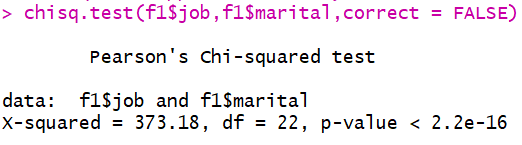 > chisq.test(f1$job,f1$marital,correct = FALSE)
Pearson's Chi-squared test
data: f1$job and f1$marital
X-squared = 373.18, df = 22, p-value < 2.2e-16